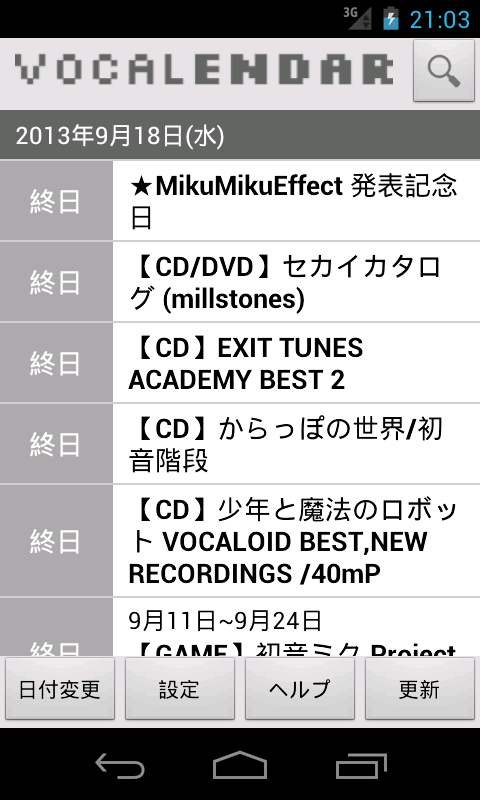 3G 21:03
VOCALENDAR
2013年9月18日(水)
終日
★MikuMikuEffect 発表記念
日
終日
【CD/DVD】セカイカタロ
グ (millstones)
終日
【CD】EXIT TUNES
ACADEMY BEST 2
終日
【CD】からっぽの世界/初
音階段
終日
【CD】少年と魔法のロボッ
ト VOCALOID BEST,NEW
RECORDINGS /40mP
9月11日~9月24日
終日
【GAME】初音ミク Project
日付変更 設定 ヘルプ 更新